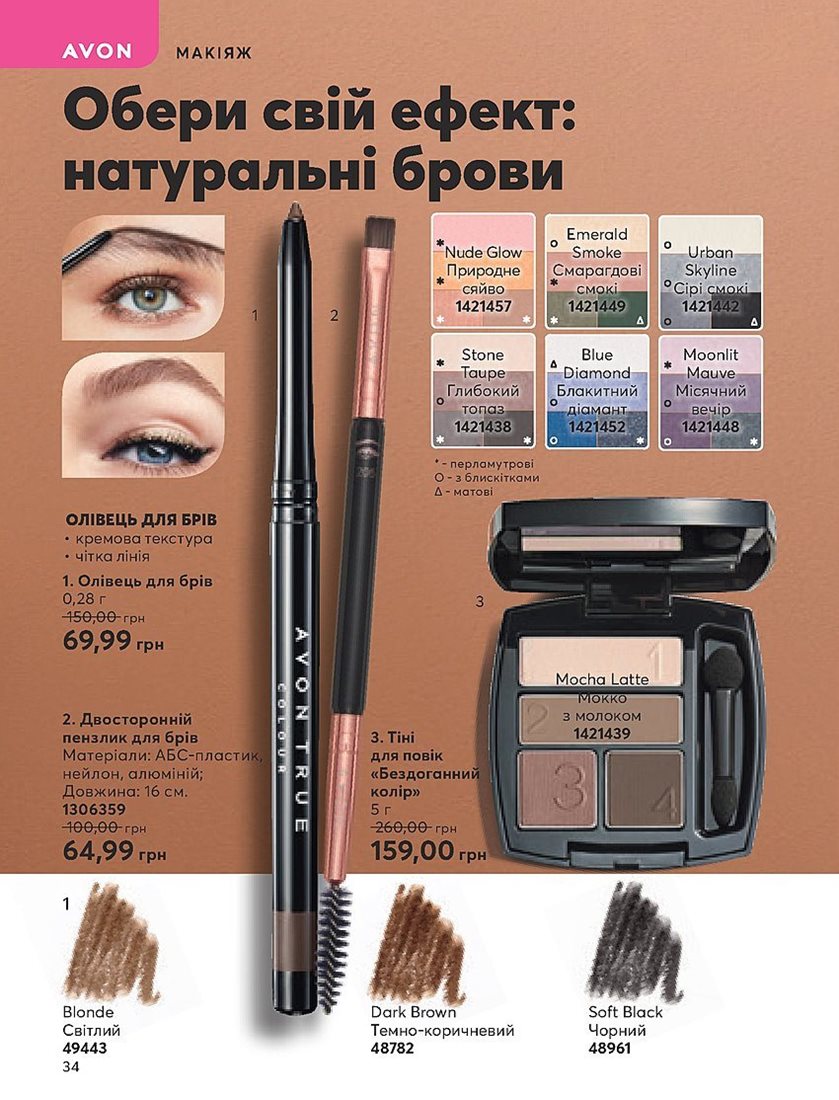 AVON
МАКІЯЖ
Обери свій ефект:
натуральні брови
1
2
Nude Glow
Природне
сяйво
1421457
Emerald
Smoke
Смарагдові
смокі
1421449
Urban
Skyline
Сірі смокі
1421442
Stone
Taupe
Глибокий
топаз
1421438
Blue
Diamond
Блакитний
діамант
1421452
Moonlit
Mauve
Місячний
вечір
1421448
* - перламутрові
О - з блискітками
Δ - матові
ОЛІВЕЦЬ ДЛЯ БРІВ
• кремова текстура
• чітка лінія
1. Олівець для брів
0,28 г
150,00 грн
69,99 грн
2. Двосторонній
пензлик для брів
Матеріали: АБС-пластик,
нейлон, алюміній;
Довжина: 16 см.
1306359
100,00 грн
64,99 грн
AVON TRUE
COLOUR
3. Тіні
для повік
«Бездоганний
колір»
5 г
260,00 грн
159,00 грн
3
1
Mocha Latte
Мокко
2
з молоком
1421439
3
4
1
Blonde
Світлий
49443
Dark Brown
Темно-коричневий
48782
Soft Black
Чорний
48961
34